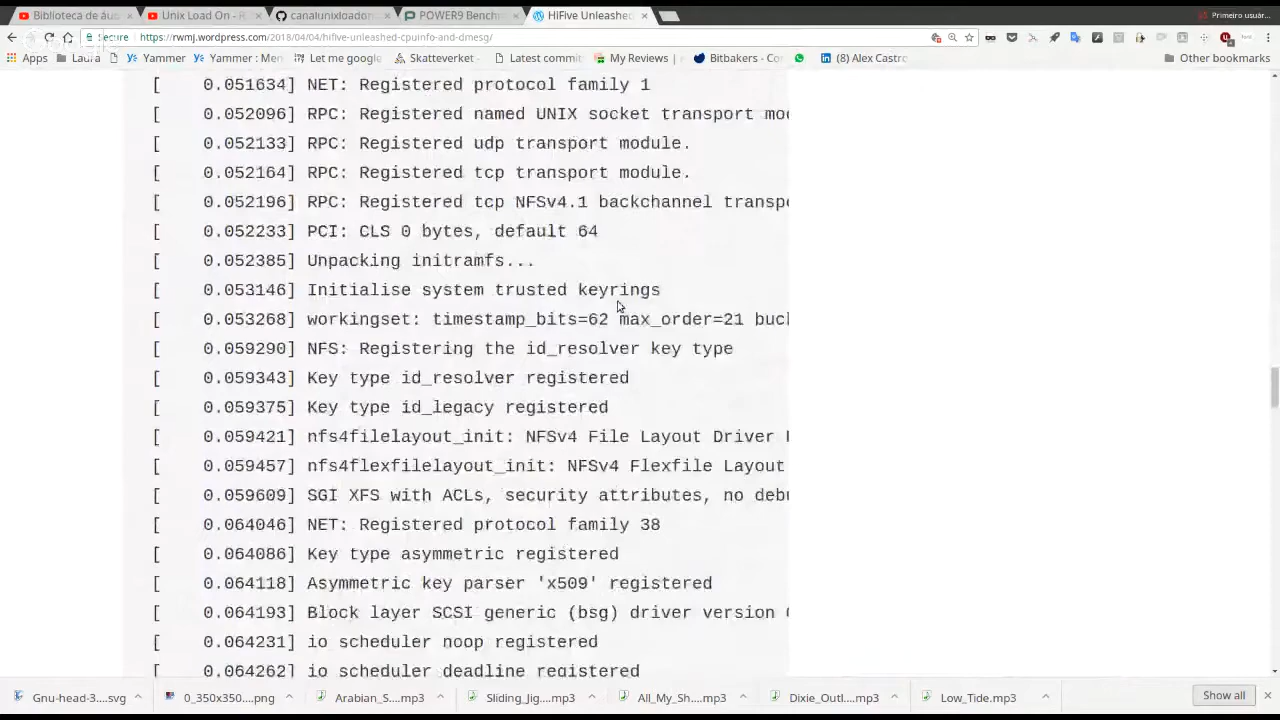 Biblioteca de áu
Unix Load On - R
canalunixloadon
POWER9 Bench
HiFive Unleashed
Primeiro usuár...
Secure
https://rwmj.wordpress.com/2018/04/04/hifive-unleashed-cpuinfo-and-dmesg/
Apps
Laura
Yammer
Yammer : Men
Let me google
Skatteverket -
Latest commit
My Reviews |
Bitbakers - Co
(8) Alex Castro
Other bookmarks
[ 0.051634] NET: Registered protocol family 1
[ 0.052096] RPC: Registered named UNIX socket transport mo
[ 0.052133] RPC: Registered udp transport module.
[ 0.052164] RPC: Registered tcp transport module.
[ 0.052196] RPC: Registered tcp NFSv4.1 backchannel transp
[ 0.052233] PCI: CLS 0 bytes, default 64
[ 0.052385] Unpacking initramfs...
[ 0.053146] Initialise system trusted keyrings
[ 0.053268] workingset: timestamp_bits=62 max_order=21 buc
[ 0.059290] NFS: Registering the id_resolver key type
[ 0.059343] Key type id_resolver registered
[ 0.059375] Key type id_legacy registered
[ 0.059421] nfs4filelayout_init: NFSv4 File Layout Driver
[ 0.059457] nfs4flexfilelayout_init: NFSv4 Flexfile Layout
[ 0.059609] SGI XFS with ACLs, security attributes, no deb
[ 0.064046] NET: Registered protocol family 38
[ 0.064086] Key type asymmetric registered
[ 0.064118] Asymmetric key parser 'x509' registered
[ 0.064193] Block layer SCSI generic (bsg) driver version
[ 0.064231] io scheduler noop registered
[ 0.064262] io scheduler deadline registered
Gnu-head-3....svg
0_350x350...png
Arabian_S....mp3
Sliding_Jig....mp3
All_My_Sh....mp3
Dixie_Outl....mp3
Low_Tide.mp3
Show all